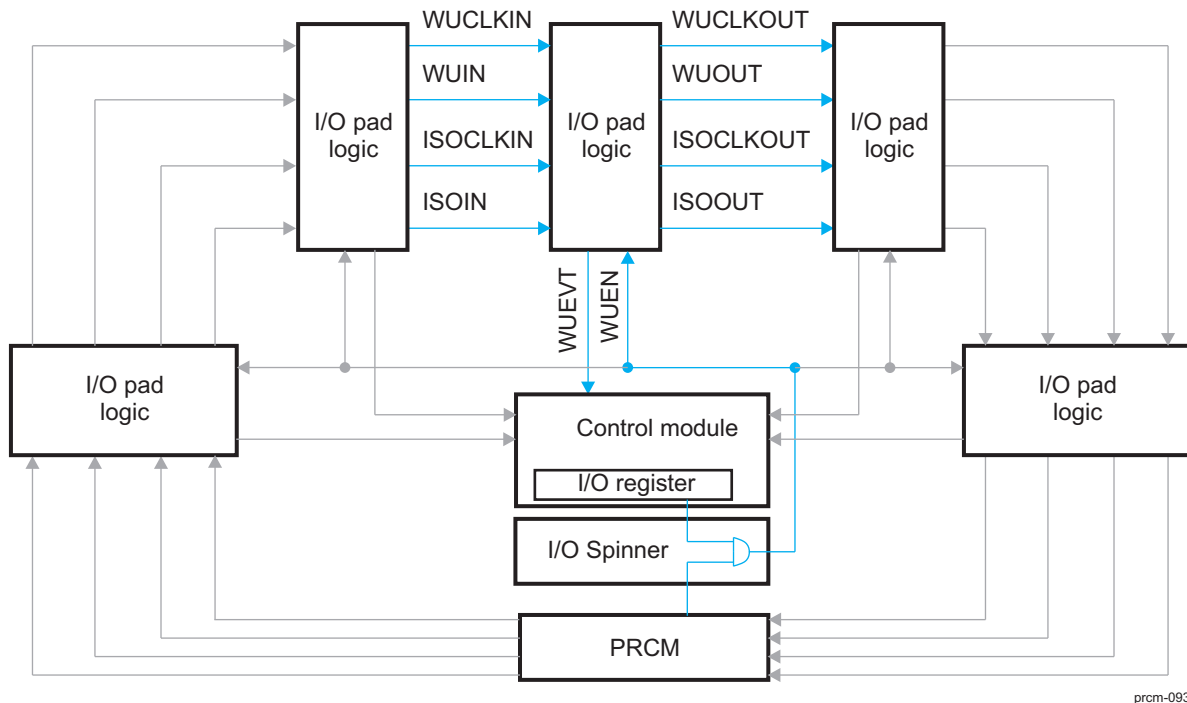 WUCLKIN
WUCLKOUT
WUIN
WUOUT
I/O pad
logic
I/O pad
logic
I/O pad
logic
ISOCLKIN
ISOCLKOUT
ISOIN
ISOOUT
WUEVT
WUEN
I/O pad
logic
I/O pad
logic
Control module
I/O register
I/O Spinner
PRCM
prcm-093